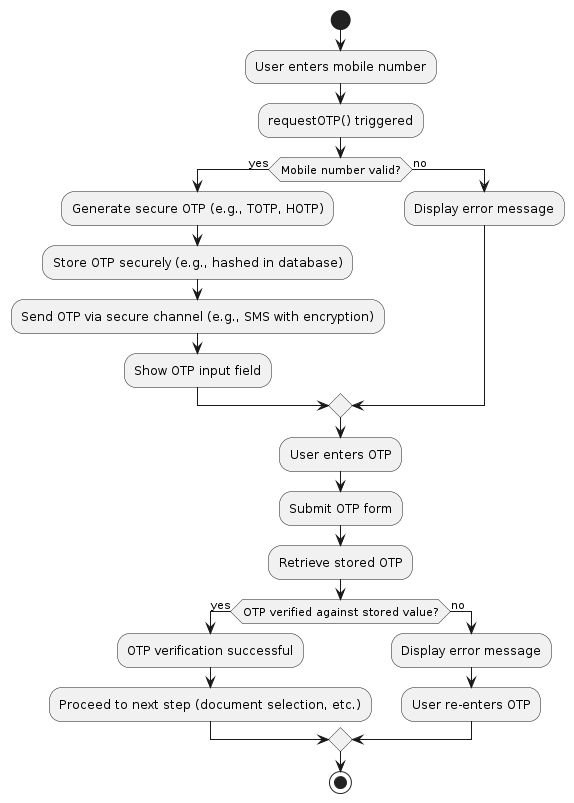 User enters mobile number
requestOTP() triggered
yes
Mobile number valid?
no
Generate secure OTP (e.g., TOTP, HOTP)
Display error message
Store OTP securely (e.g., hashed in database)
Send OTP via secure channel (e.g., SMS with encryption)
Show OTP input field
User enters OTP
Submit OTP form
Retrieve stored OTP
yes
OTP verified against stored value?
no
OTP verification successful
Display error message
Proceed to next step (document selection, etc.)
User re-enters OTP